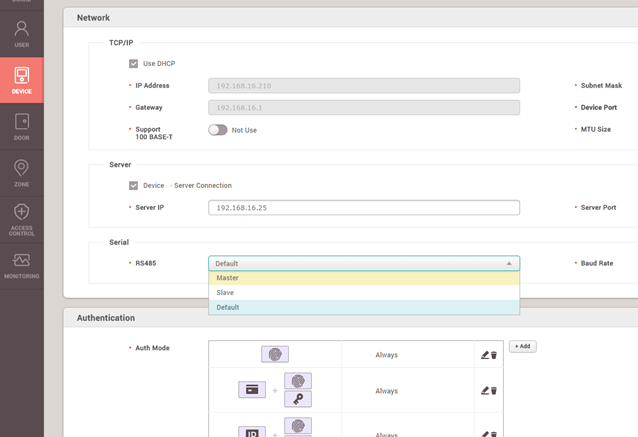 Network
USER
TCP/IP
Use DHCP
DEVICE
IP Address 192.168.16.210 Subnet Mask
Gateway 192.168.16.1 Device Port
Support
100 BASE-T Not Use MTU Size
DOOR
Server
ZONE
Device - Server Connection
Server IP 192.168.16.25 Server Port
ACCESS
CONTROL
Serial
RS485 Default Baud Rate
MONITORING
Master
Slave
Default
Authentication
Auth Mode
+ Add
Always
+ Always
Always